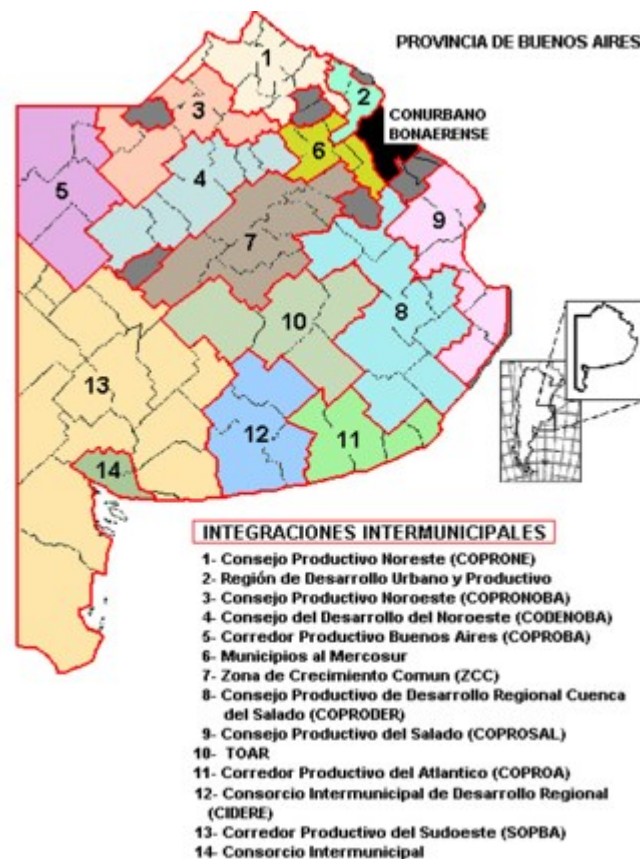 PROVINCIA DE BUENOS AIRES
1
2
CONURBANO
BONAERENSE
3
6
4
5
9
7
8
10
13
12
11
14
INTEGRACIONES INTERMUNICIPALES
1- Consejo Productivo Noreste (COPRONE)
2- Región de Desarrollo Urbano y Productivo
3- Consejo Productivo Noroeste (COPRONOBA)
4- Consejo del Desarrollo del Noroeste (CODENOBA)
5- Corredor Productivo Buenos Aires (COPROBA)
6- Municipios al Mercosur
7- Zona de Crecimiento Comun (ZCC)
8- Consejo Productivo de Desarrollo Regional Cuenca
del Salado (COPRODER)
9- Consejo Productivo del Salado (COPROSAL)
10- TOAR
11- Corredor Productivo del Atlantico (COPROA)
12- Consorcio Intermunicipal de Desarrollo Regional
(CIDERE)
13- Corredor Productivo del Sudoeste (SOPBA)
14- Consorcio Intermunicipal